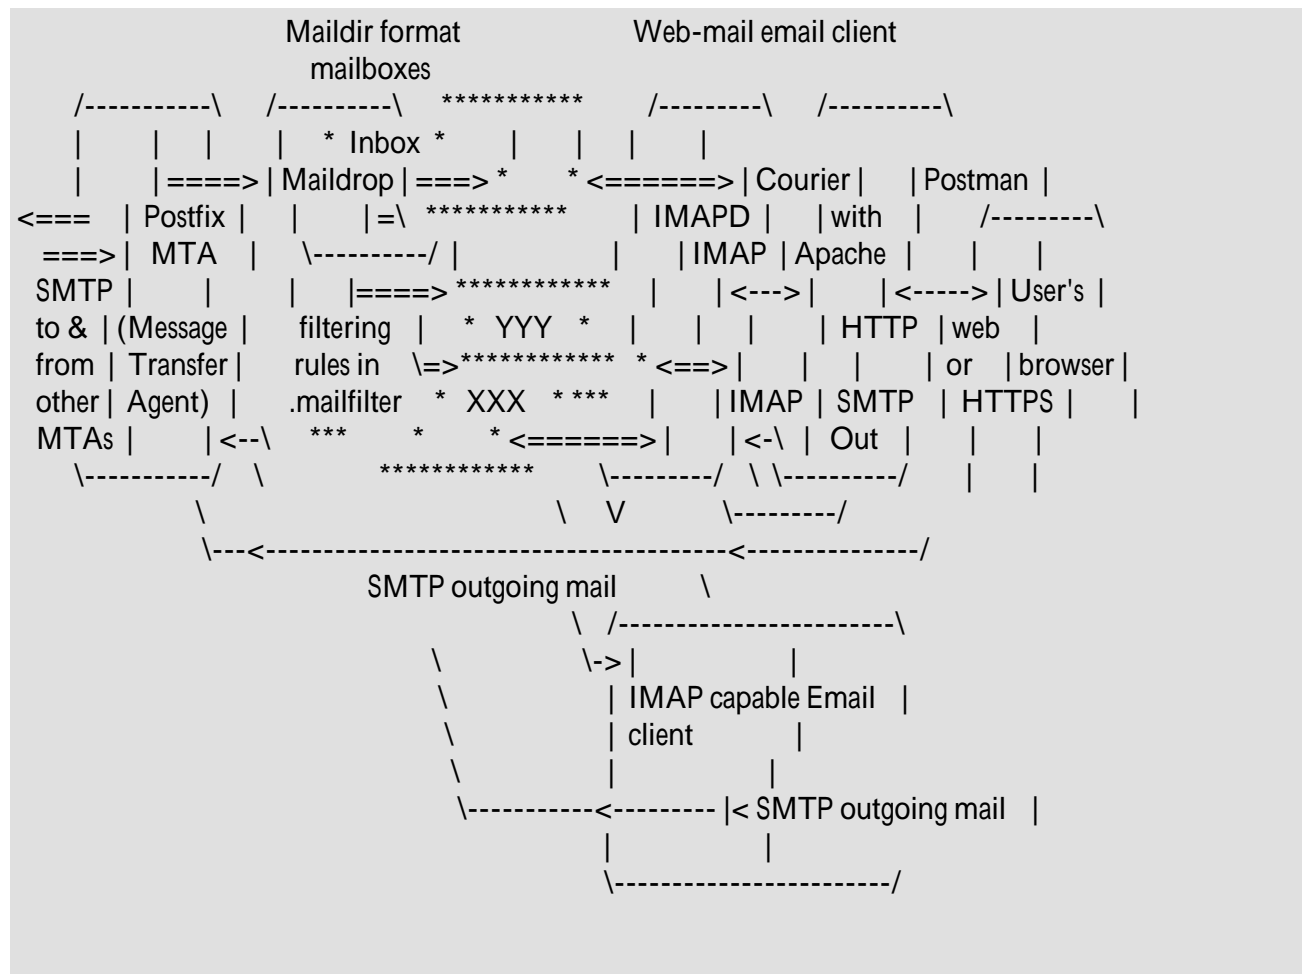 Maildir format Web-mail email client
mailboxes
/-----------\ /----------\ *********** /---------\ /----------\
| | | | * Inbox * | | | |
| |====> | Maildrop | ===> * * <======> | Courier | | Postman |
<=== | Postfix | | | =\ *********** | IMAPD | | with | /---------\
===> | MTA | \----------/ | | | IMAP | Apache | | |
SMTP | | | |====> ************ | | <---> | | <-----> | User's |
to & | (Message | filtering | * YYY * | | | | HTTP | web |
from | Transfer | rules in \=>************ * <==> | | | | or | browser |
other | Agent) | .mailfilter * XXX * *** | | IMAP | SMTP | HTTPS | |
MTAs | | <--\ *** * * <======> | | <-\ | Out | | |
\-----------/ \ ************ \---------/ \ \----------/ | |
\ \ V \---------/
\---<----------------------------------------<---------------/
SMTP outgoing mail \
\ /------------------------\
\ \-> | |
\ | IMAP capable Email |
\ | client |
\ | |
\-----------<--------- |< SMTP outgoing mail |
| |
\------------------------/